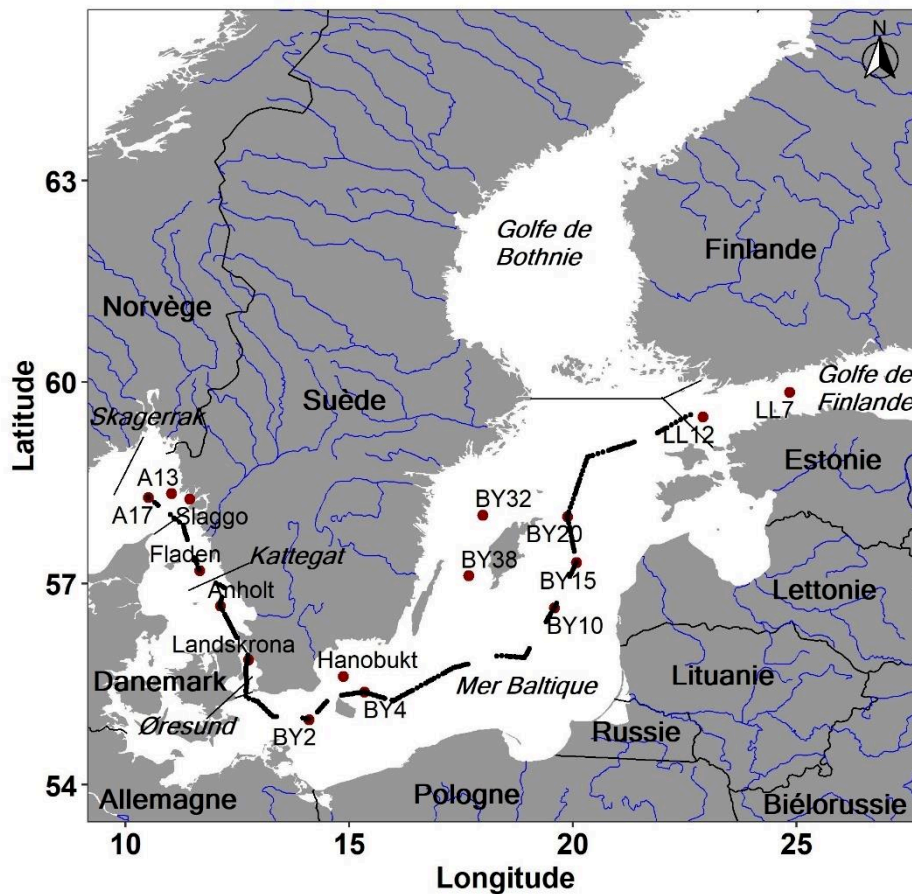 N
63
Golfe de
Bothnie
Finlande
Norvège
60
Golfe de
Finlande
Skagerrak
Suède
LL7
LL12
Estonie
Latitude
A13
A17
Slaggo
BY32
BY20
Fladen
Kattegat
57
BY38
BY15
Anholt
Lettonie
BY10
Landskrona
Hanobukt
Lituanie
Danemark
BY4
Mer Baltique
Øresund
BY2
Russie
54
Allemagne
Pologne
Biélorussie
10
15
20
25
Longitude